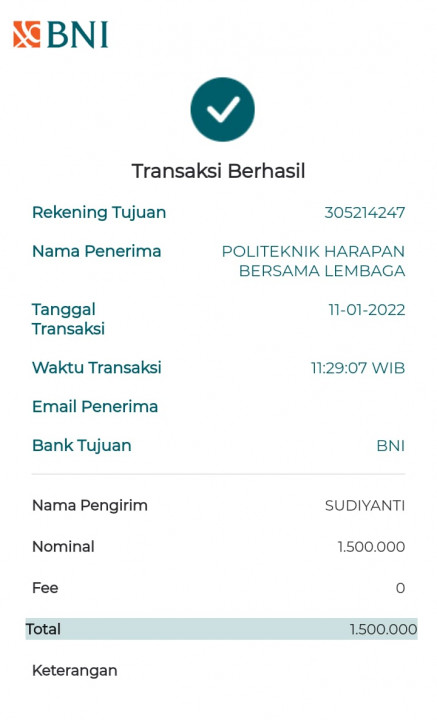 BNI
Transaksi Berhasil
Rekening Tujuan 305214247
Nama Penerima POLITEKNIK HARAPAN
BERSAMA LEMBAGA
Tanggal 11-01-2022
Transaksi
Waktu Transaksi 11:29:07 WIB
Email Penerima
Bank Tujuan BNI
Nama Pengirim SUDIYANTI
Nominal 1.500.000
Fee 0
Total 1.500.000
Keterangan